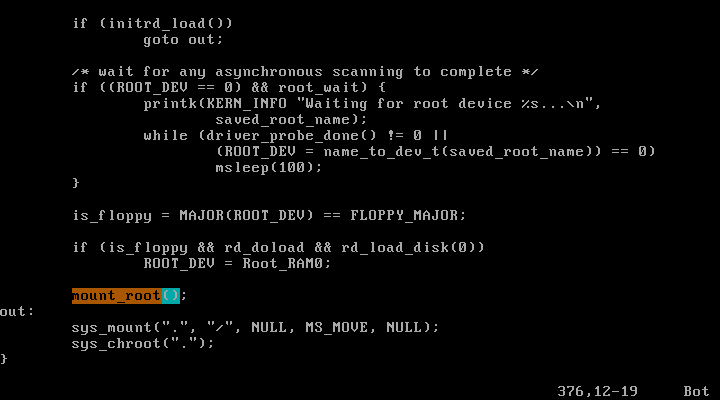 if (initrd_load())
goto out;
/* wait for any asynchronous scanning to complete */
if ((ROOT_DEV == 0) && root_wait) {
printk(KERN_INFO "Waiting for root device %s...\n",
saved_root_name);
while (driver_probe_done() != 0 ||
(ROOT_DEV = name_to_dev_t(saved_root_name)) == 0)
msleep(100);
}
is_floppy = MAJOR(ROOT_DEV) == FLOPPY_MAJOR;
if (is_floppy && rd_doload && rd_load_disk(0))
ROOT_DEV = Root_RAM0;
mount_root();
out:
sys_mount(".", "/", NULL, MS_MOVE, NULL);
sys_chroot(".");
}
376,12-19 Bot